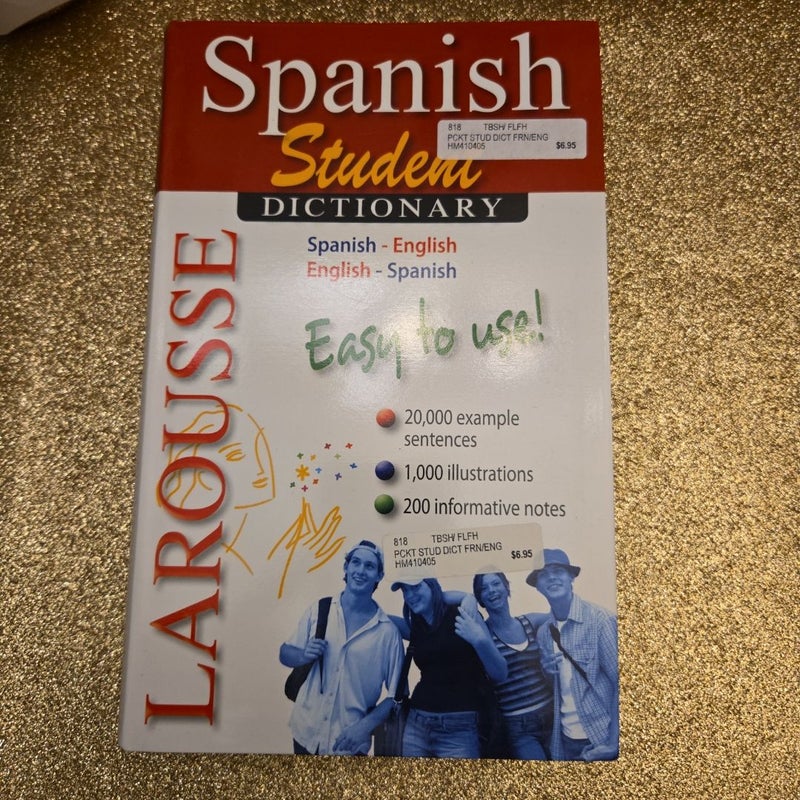 Spanish
818 TBSH/ FLFH
PCKT STUD DICT FRN/ENG
HM410405 $6.95
Student
DICTIONARY
LAROUSSE
Spanish - English
English - Spanish
Easy to use!
20,000 example
sentences
1,000 illustrations
200 informative notes
818 TBSH/ FLFH
PCKT STUD DICT FRN/ENG
HM410405 $6.95